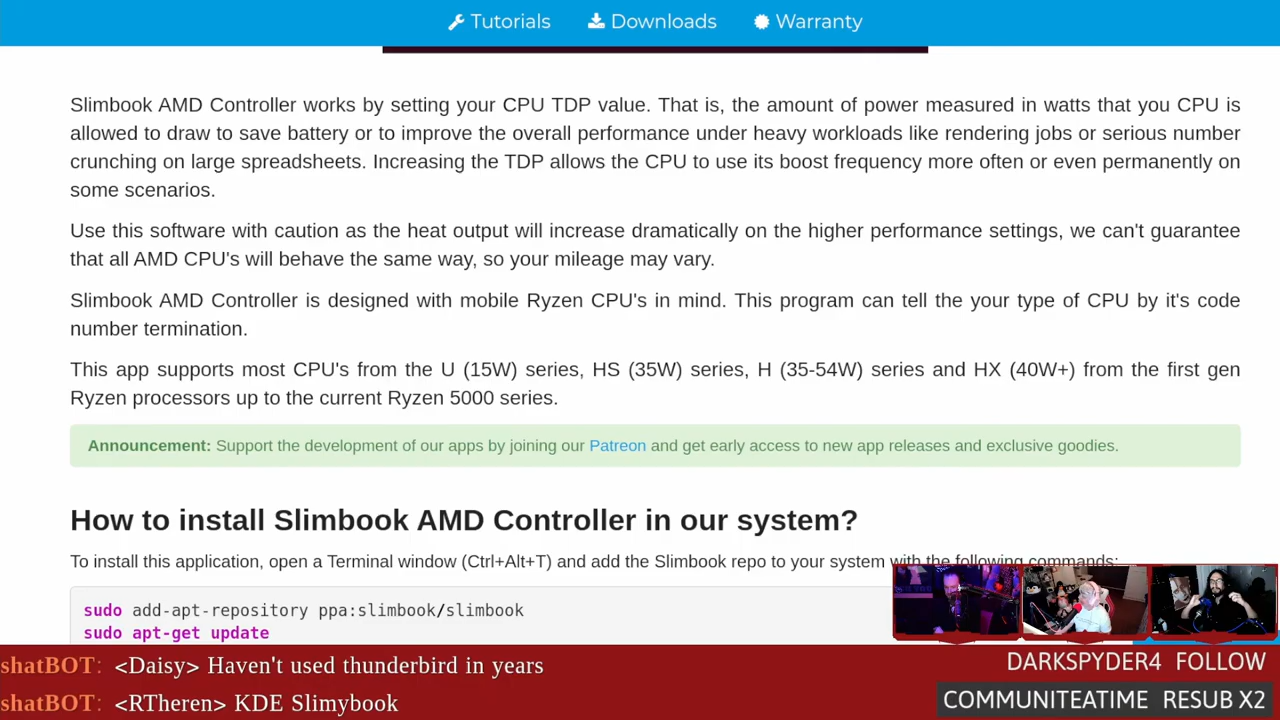 Tutorials Downloads Warranty
Slimbook AMD Controller works by setting your CPU TDP value. That is, the amount of power measured in watts that you CPU is
allowed to draw to save battery or to improve the overall performance under heavy workloads like rendering jobs or serious number
crunching on large spreadsheets. Increasing the TDP allows the CPU to use its boost frequency more often or even permanently on
some scenarios.
Use this software with caution as the heat output will increase dramatically on the higher performance settings, we can't guarantee
that all AMD CPU's will behave the same way, so your mileage may vary.
Slimbook AMD Controller is designed with mobile Ryzen CPU's in mind. This program can tell the your type of CPU by it's code
number termination.
This app supports most CPU's from the U (15W) series, HS (35W) series, H (35-54W) series and HX (40W+) from the first gen
Ryzen processors up to the current Ryzen 5000 series.
Announcement: Support the development of our apps by joining our Patreon and get early access to new app releases and exclusive goodies.
How to install Slimbook AMD Controller in our system?
To install this application, open a Terminal window (Ctrl+Alt+T) and add the Slimbook repo to your system with the following commands:
sudo add-apt-repository ppa:slimbook/slimbook
sudo apt-get update
shatBOT: <Daisy> Haven't used thunderbird in years
shatBOT: <RTheren> KDE Slimybook
DARKSPYDER4 FOLLOW
COMMUNITEATIME RESUB X2